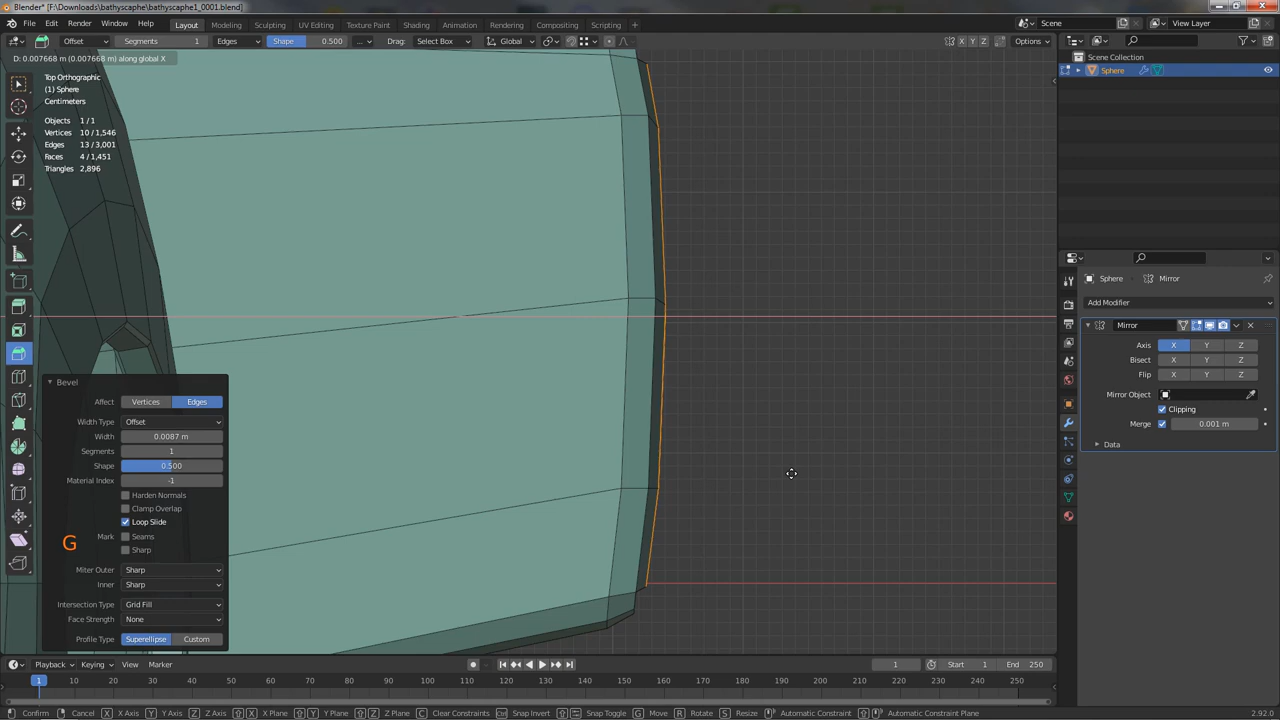 Blender* [F:\Downloads\bathyscaphe\bathyscaphe1_0001.blend]
File Edit Render Window Help Layout Modeling Sculpting UV Editing Texture Paint Shading Animation Rendering Compositing Scripting + Scene View Layer
Offset Segments 1 Edges Shape 0.500 ... Drag: Select Box Global X Y Z Options
D: 0.007668 m (0.007668 m) along global X
Top Orthographic
(1) Sphere
Centimeters
Objects 1/1
Vertices 10/1,546
Edges 13/3,001
Faces 4/1,451
Triangles 2,896
Scene Collection
Sphere
Sphere Mirror
Add Modifier
Mirror
Axis X Y Z
Bisect X Y Z
Flip X Y Z
Mirror Object
Clipping
Merge 0.001 m
Data
Bevel
Affect Vertices Edges
Width Type Offset
Width 0.0087 m
Segments 1
Shape 0.500
Material Index -1
Harden Normals
Clamp Overlap
Loop Slide
Mark Seams
Sharp
Miter Outer Sharp
Inner Sharp
Intersection Type Grid Fill
Face Strength None
Profile Type Superellipse Custom
G
Playback Keying View Marker 1 Start 1 End 250
1 10 20 30 40 50 60 70 80 90 100 110 120 130 140 150 160 170 180 190 200 210 220 230 240 250
Confirm Cancel X X Axis Y Y Axis Z Z Axis X X Plane Y Y Plane Z Z Plane C Clear Constraints Ctrl Snap Invert Snap Toggle G Move R Rotate S Resize Automatic Constraint Automatic Constraint Plane 2.92.0